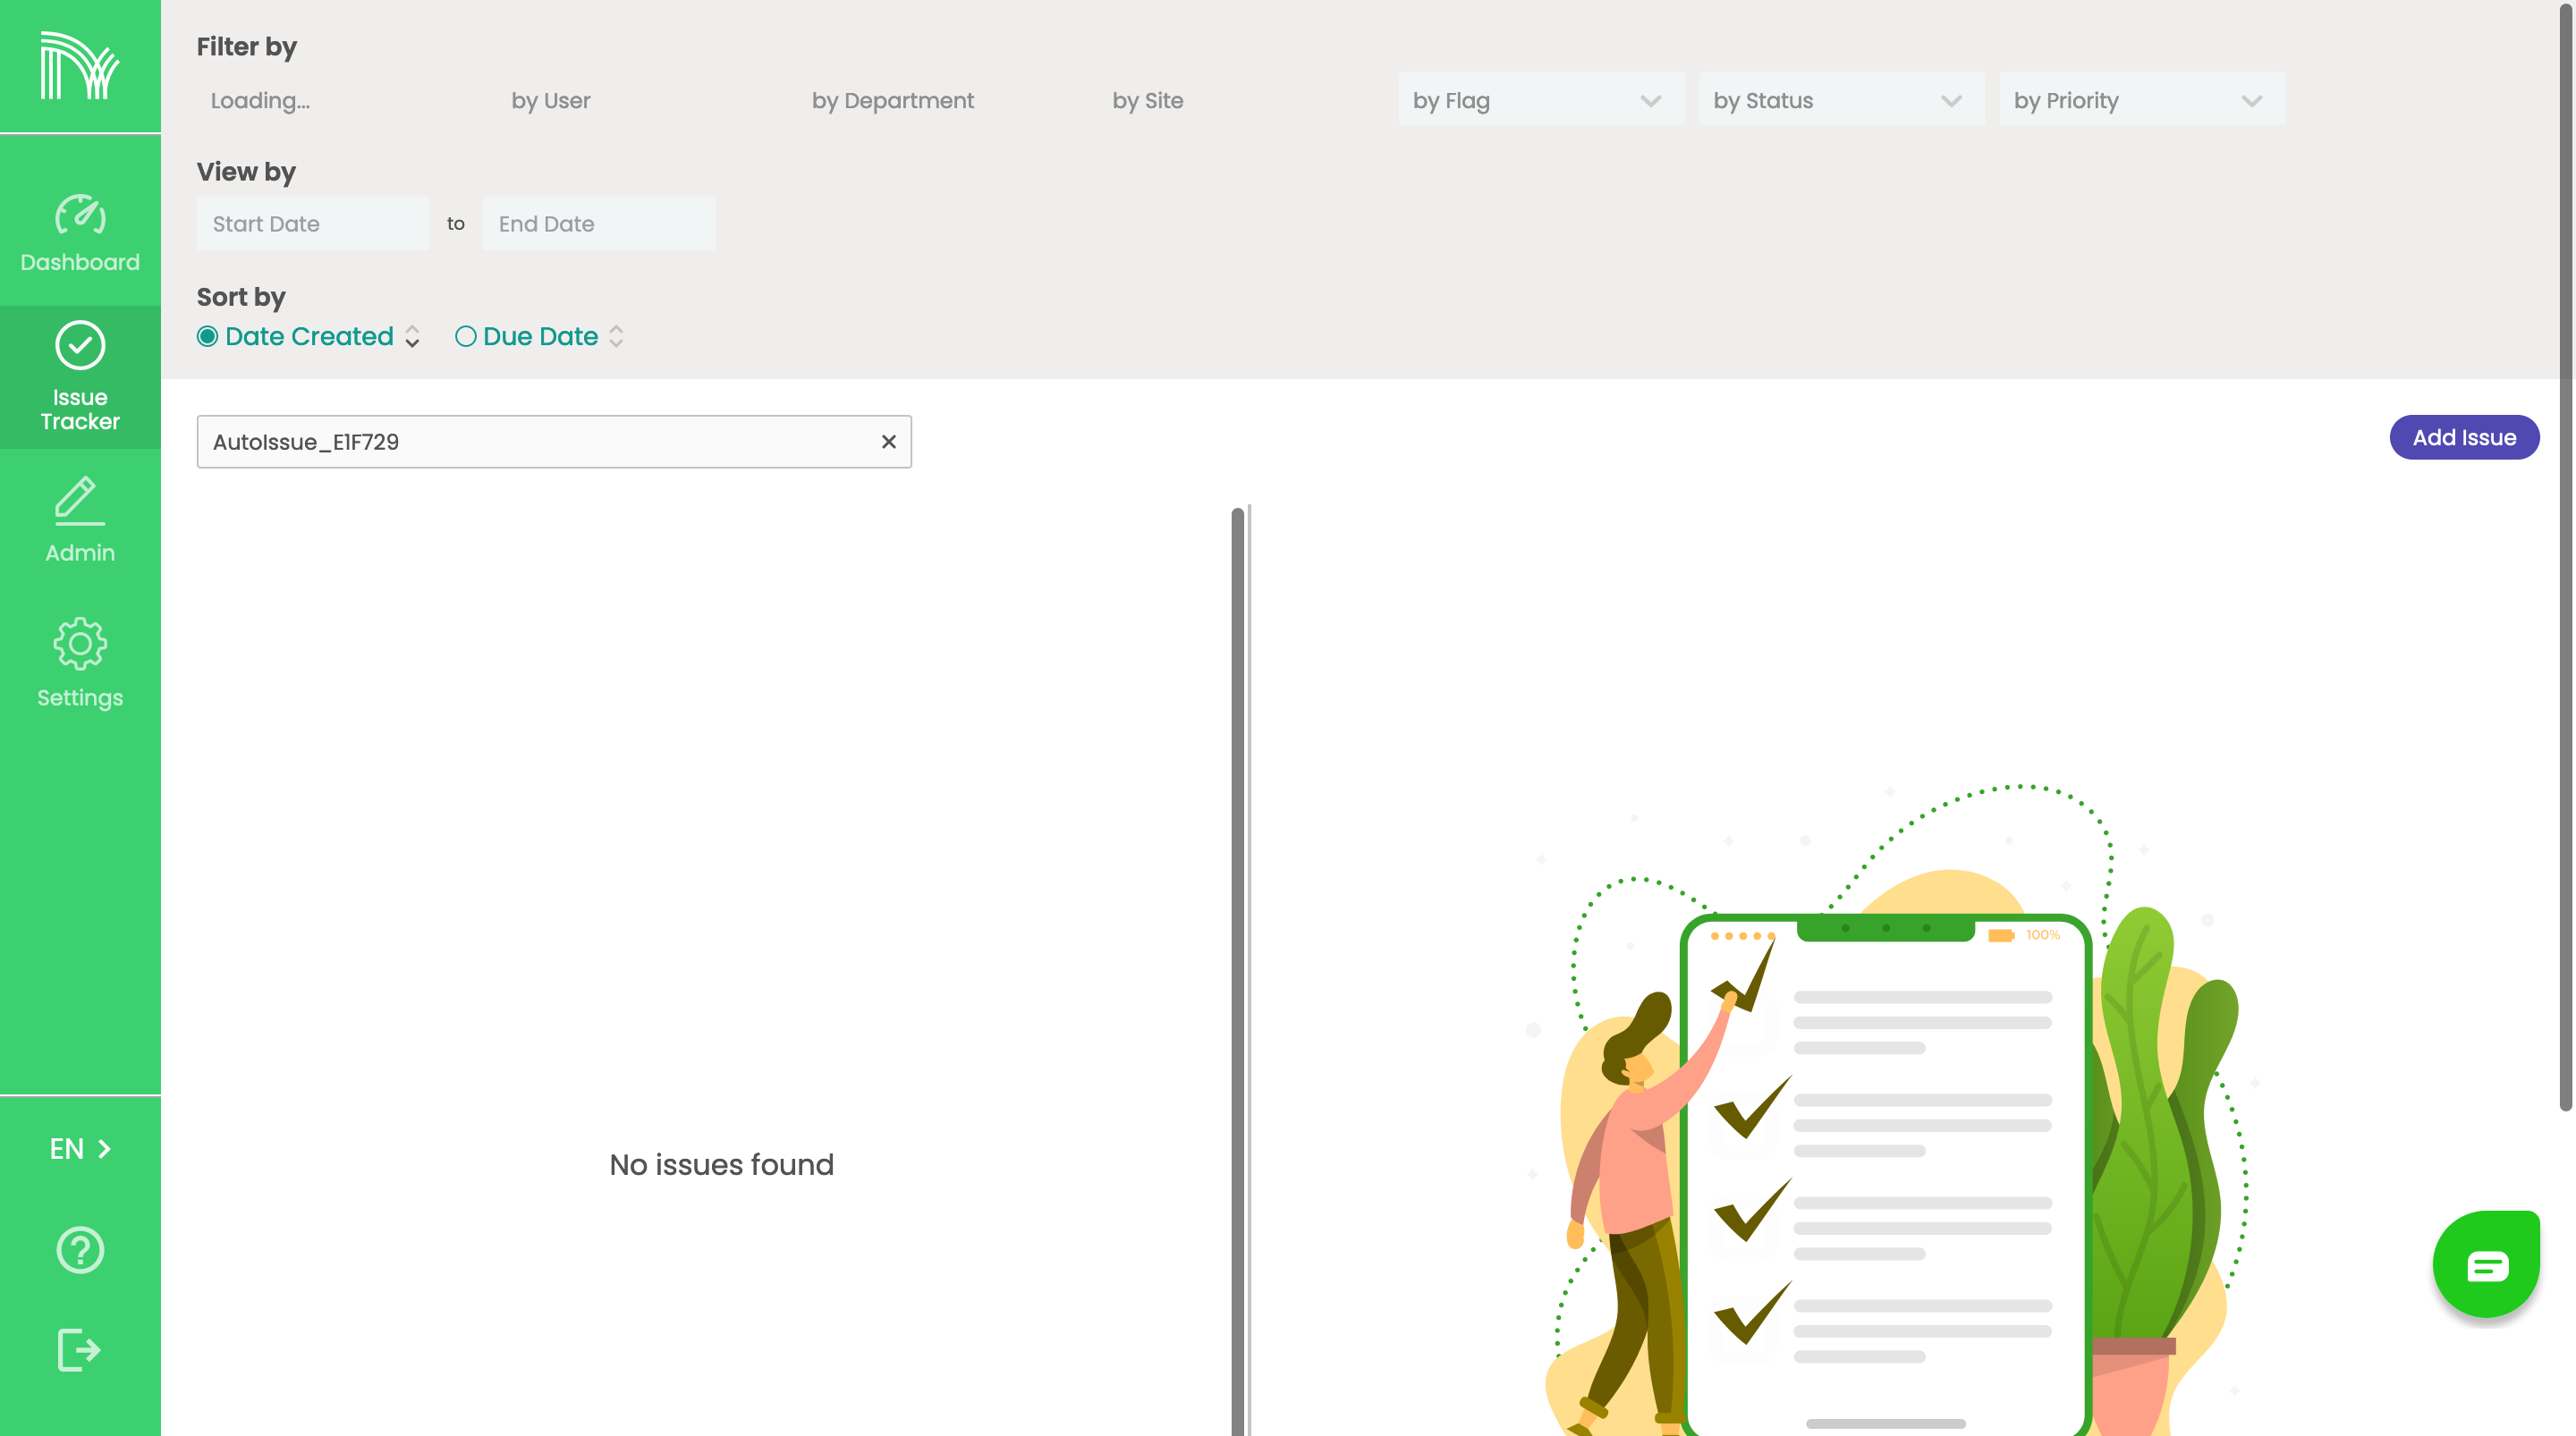 Filter by
Loading...
by User
by Department
by Site
by Flag
by Status
by Priority
View by
Start Date
to
End Date
Sort by
Date Created
Due Date
AutoIssue_E1F729
Add Issue
Dashboard
Issue
Tracker
Admin
Settings
EN
No issues found
100%